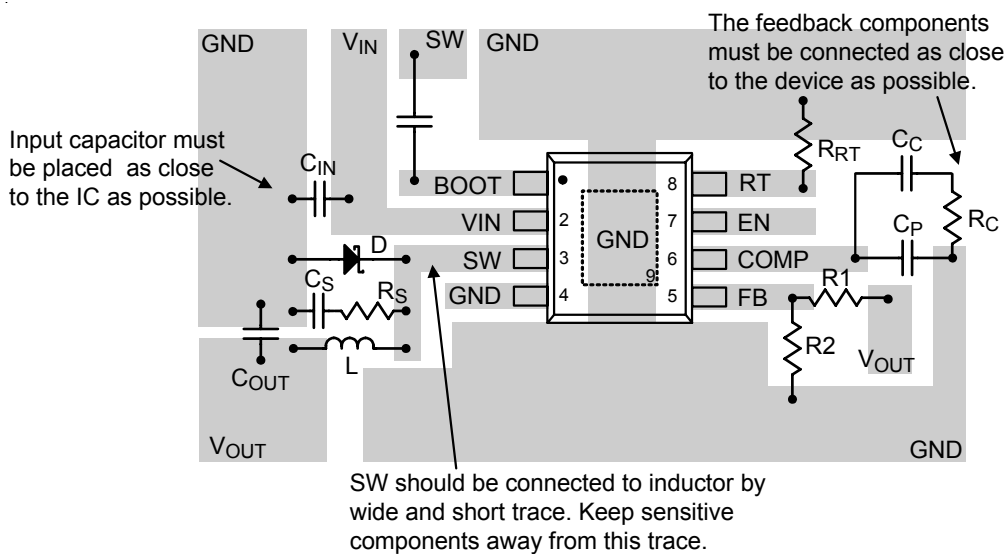 The feedback components
must be connected as close
to the device as possible.
GND
VIN
SW
GND
Input capacitor must
be placed as close
to the IC as possible.
CIN
RRT
CC
RC
CP
BOOT
8
RT
VIN
2
7
EN
GND
D
SW
3
6
COMP
9
CS
RS
GND
4
5
FB
R1
R2
VOUT
COUT
L
VOUT
GND
SW should be connected to inductor by
wide and short trace. Keep sensitive
components away from this trace.